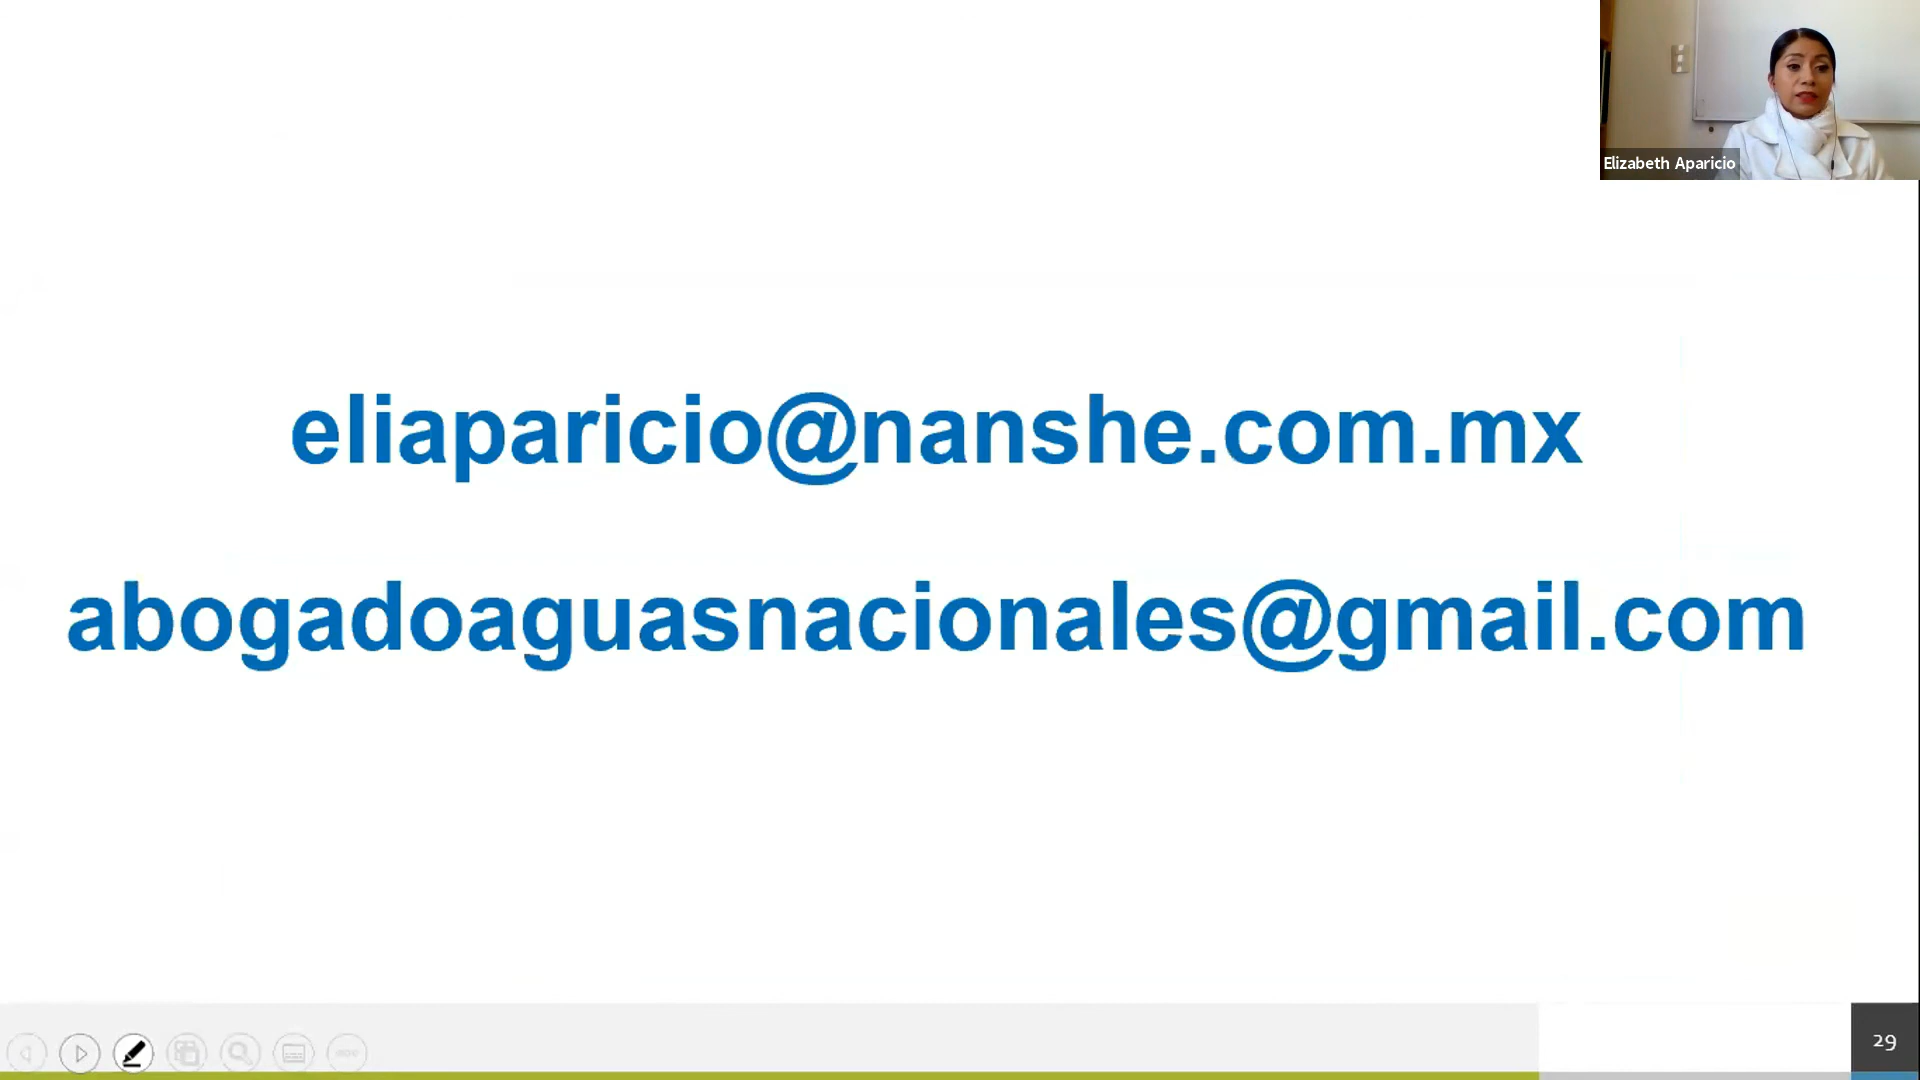 Elizabeth Aparicio
eliaparicio@nanshe.com.mx
abogadoaguasnacionales@gmail.com
29